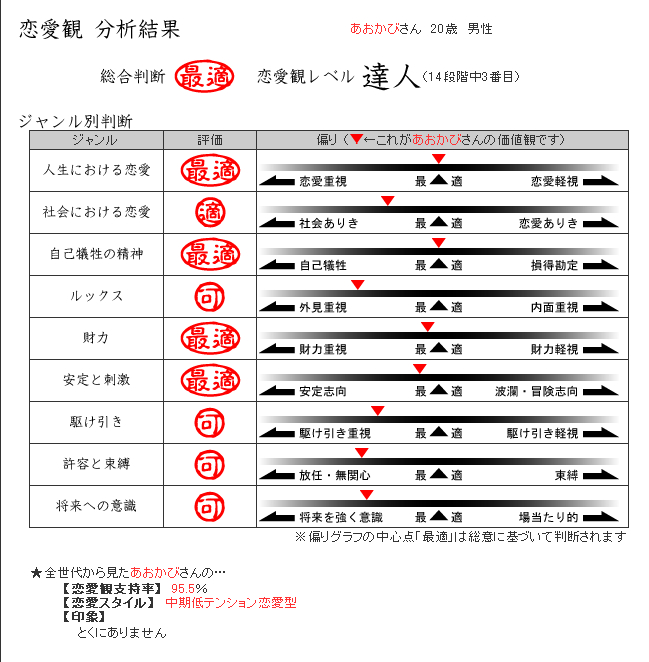 恋愛観 分析結果
あおかびさん 20歳 男性
総合判断 最適 恋愛観レベル 達人(14段階中3番目)
ジャンル別判断
ジャンル 評価 偏り(▼←これがあおかびさんの価値観です)
人生における恋愛 最適
恋愛重視 最▲適 恋愛軽視
社会における恋愛 適
社会ありき 最▲適 恋愛ありき
自己犠牲の精神 最適
自己犠牲 最▲適 損得勘定
ルックス 可
外見重視 最▲適 内面重視
財力 最適
財力重視 最▲適 財力軽視
安定と刺激 最適
安定志向 最▲適 波瀾・冒険志向
駆け引き 可
駆け引き重視 最▲適 駆け引き軽視
許容と束縛 可
放任・無関心 最▲適 束縛
将来への意識 可
将来を強く意識 最▲適 場当たり的
※偏りグラフの中心点「最適」は総意に基づいて判断されます
★全世代から見たあおかびさんの…
【恋愛観支持率】 95.5%
【恋愛スタイル】 中期低テンション恋愛型
【印象】
とくにありません